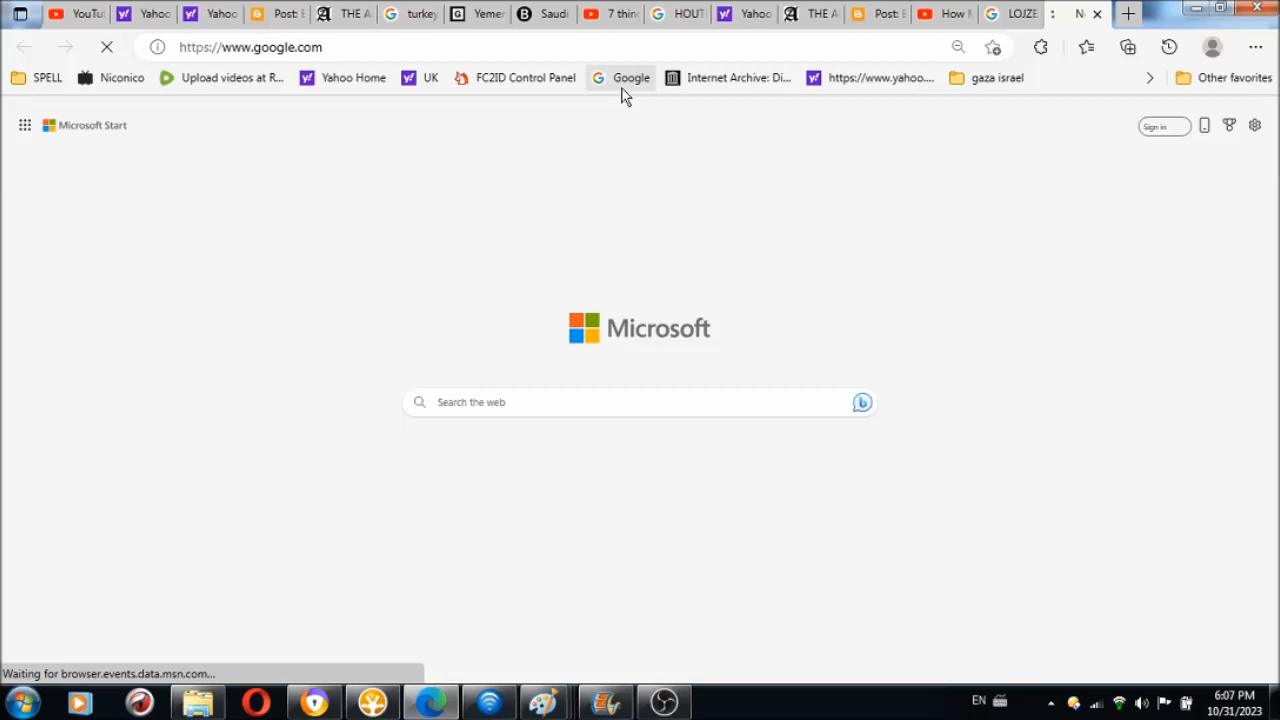 YouTu Yahoo Yahoo Post: E THE A turkey Yemer Saudi 7 thin HOUT Yahoo THE A Post: E How M LOJZE Ne
https://www.google.com
SPELL Niconico Upload videos at R... Yahoo Home UK FC2ID Control Panel Google Internet Archive: Di... https://www.yahoo.... gaza israel Other favorites
Microsoft Start Sign in
Microsoft
Search the web
Waiting for browser.events.data.msn.com...
EN 6:07 PM
10/31/2023